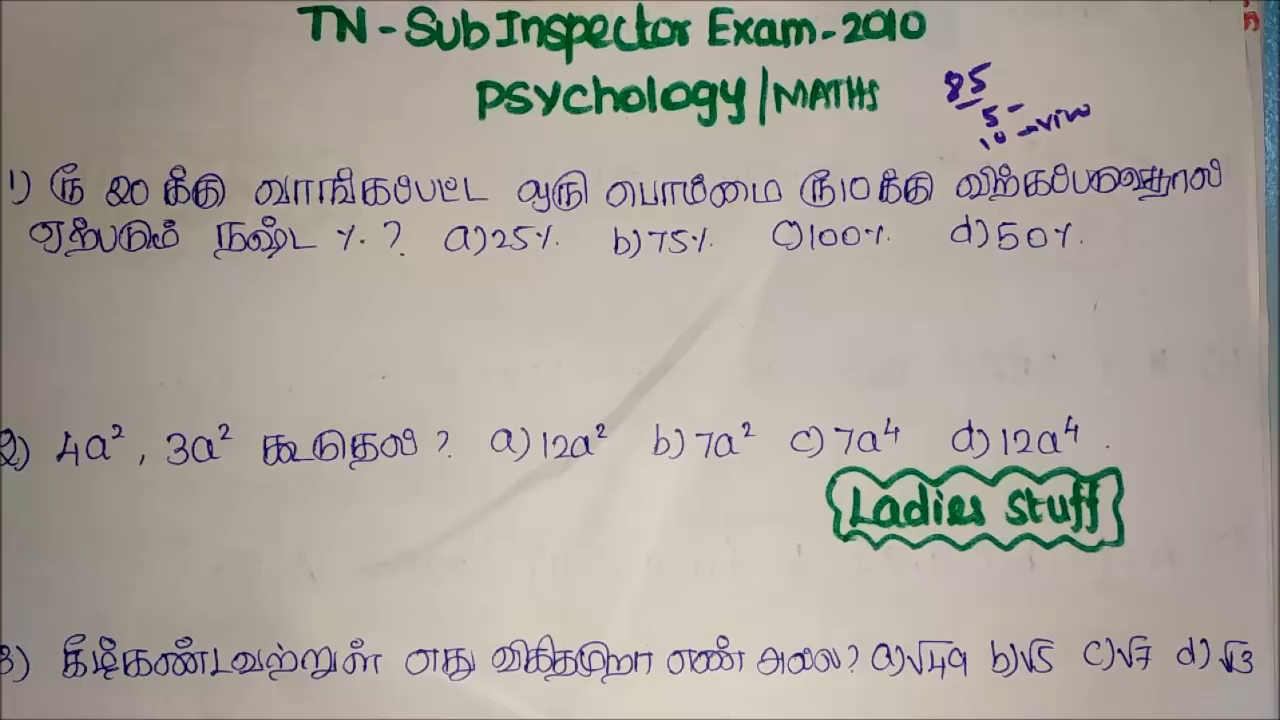 TN - Sub Inspector Exam - 2010
Psychology / MATHS
85
5 -
10 -
1) ரூ 20 க்கு வாங்கப்பட்ட ஒரு பொம்மை ரூ10க்கு விற்கப்படுவதால்
ஏற்படும் நஷ்ட %. ? a) 25%. b) 75%. c) 100%. d) 50%.
2) 4a², 3a² கூடுதல் ? a) 12a² b) 7a² c) 7a⁴ d) 12a⁴ .
Ladies Stuff
3) கீழ்கண்டவற்றுள் எது விகிதமுறா எண் அல்ல? a) √49 b) √5 c) √7 d) √3